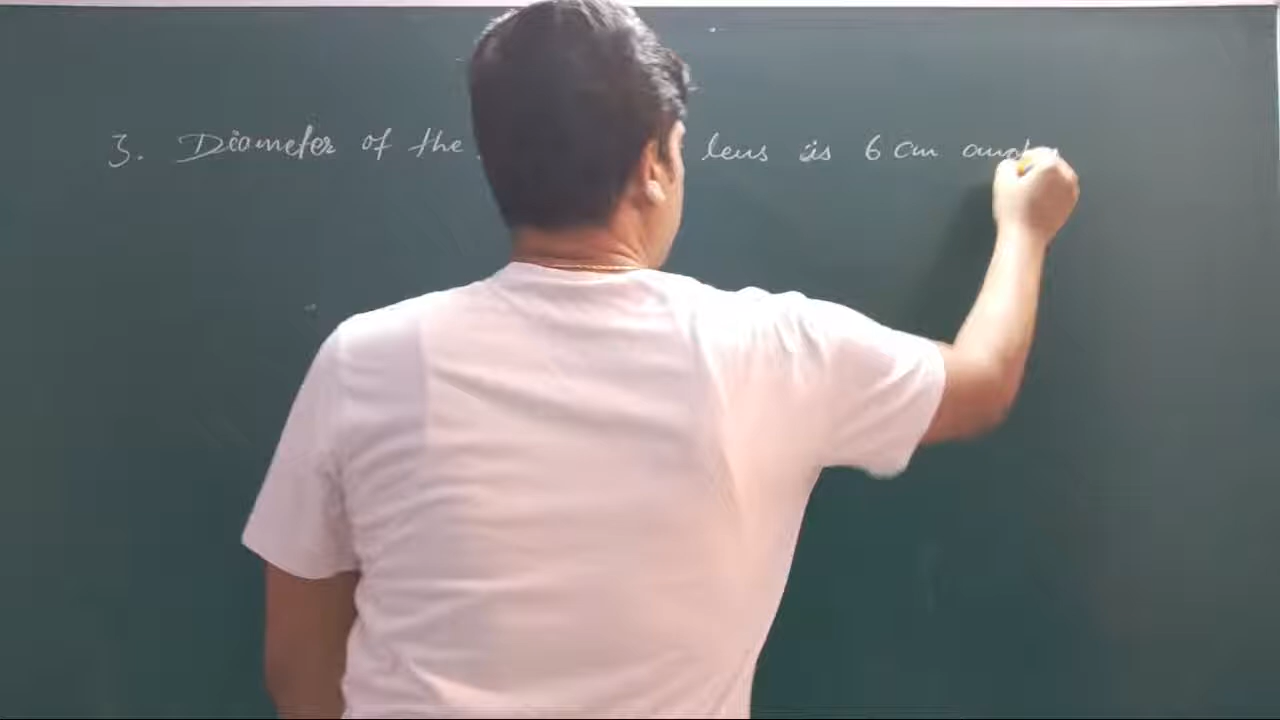 3. Diameter of the lens is 6 cm and